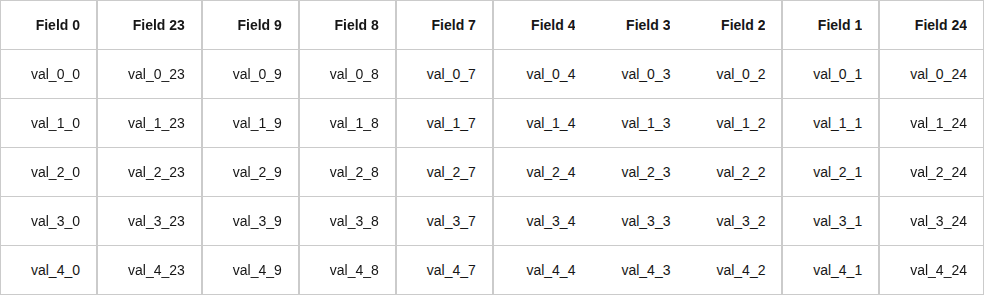 Field 0 Field 23 Field 9 Field 8 Field 7 Field 4 Field 3 Field 2 Field 1 Field 24
val_0_0 val_0_23 val_0_9 val_0_8 val_0_7 val_0_4 val_0_3 val_0_2 val_0_1 val_0_24
val_1_0 val_1_23 val_1_9 val_1_8 val_1_7 val_1_4 val_1_3 val_1_2 val_1_1 val_1_24
val_2_0 val_2_23 val_2_9 val_2_8 val_2_7 val_2_4 val_2_3 val_2_2 val_2_1 val_2_24
val_3_0 val_3_23 val_3_9 val_3_8 val_3_7 val_3_4 val_3_3 val_3_2 val_3_1 val_3_24
val_4_0 val_4_23 val_4_9 val_4_8 val_4_7 val_4_4 val_4_3 val_4_2 val_4_1 val_4_24